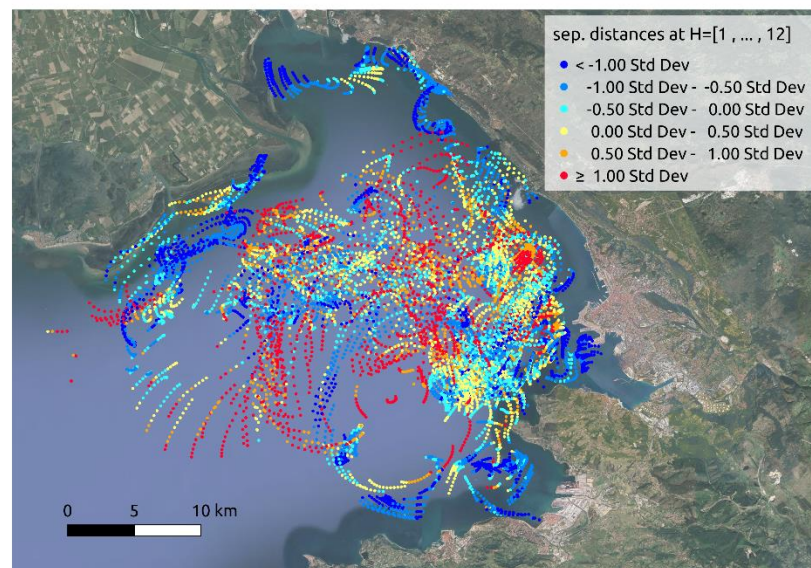 sep. distances at H=[1 , ... , 12]
< -1.00 Std Dev
-1.00 Std Dev - -0.50 Std Dev
-0.50 Std Dev - 0.00 Std Dev
0.00 Std Dev - 0.50 Std Dev
0.50 Std Dev - 1.00 Std Dev
≥ 1.00 Std Dev
0 5 10 km